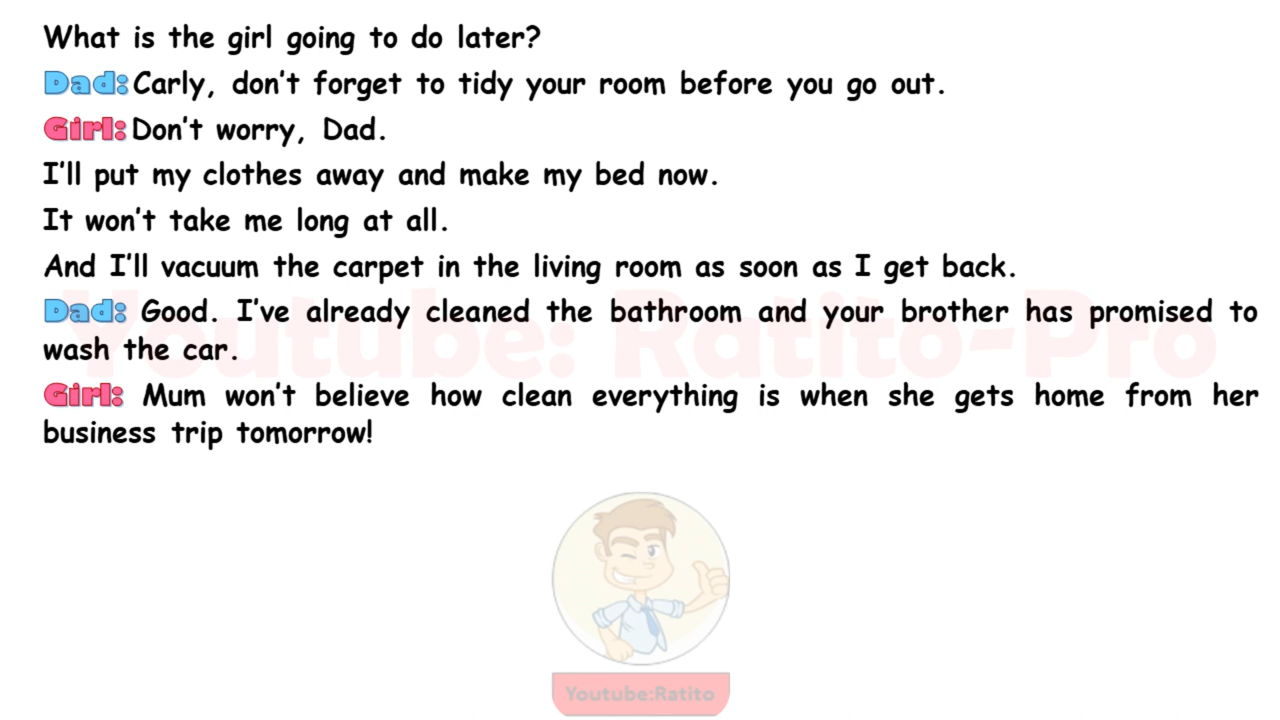 What is the girl going to do later?
Dad: Carly, don't forget to tidy your room before you go out.
Girl: Don't worry, Dad.
I'll put my clothes away and make my bed now.
It won't take me long at all.
And I'll vacuum the carpet in the living room as soon as I get back.
Dad: Good. I've already cleaned the bathroom and your brother has promised to
wash the car.
Girl: Mum won't believe how clean everything is when she gets home from her
business trip tomorrow!
Youtube: Ratito-Pro
Youtube:Ratito